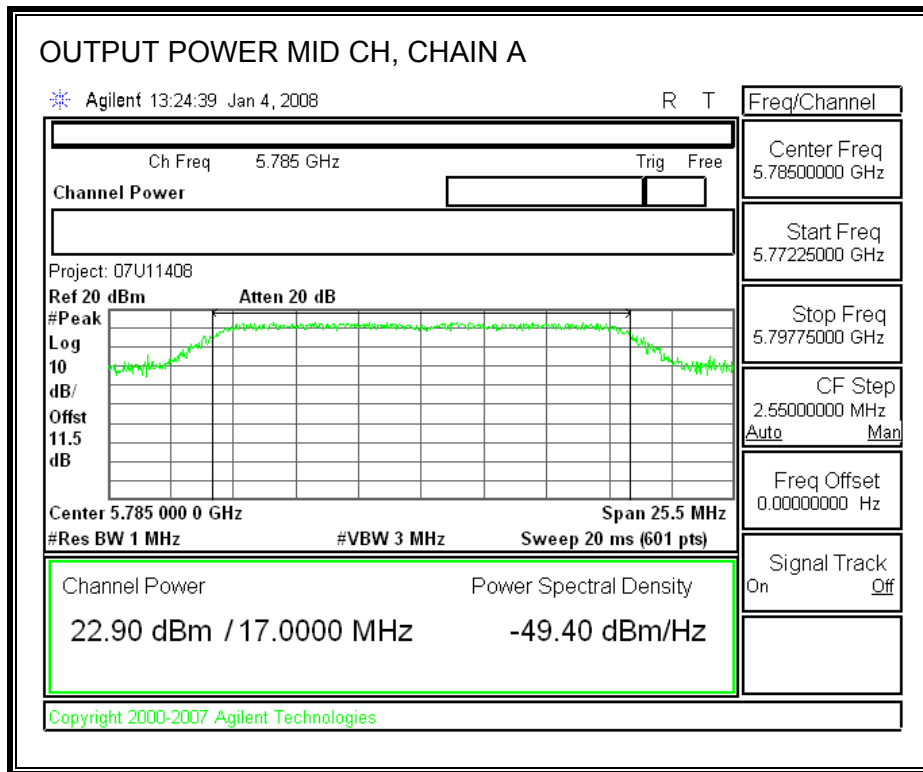 OUTPUT POWER MID CH, CHAIN A
Agilent 13:24:39 Jan 4, 2008 R T
Freq/Channel
Ch Freq 5.785 GHz Trig Free
Channel Power
Center Freq
5.78500000 GHz
Start Freq
5.77225000 GHz
Stop Freq
5.79775000 GHz
CF Step
2.55000000 MHz
Auto Man
Freq Offset
0.00000000 Hz
Signal Track
On Off
Project: 07U11408
Ref 20 dBm Atten 20 dB
#Peak
Log
10
dB/
Offst
11.5
dB
Center 5.785 000 0 GHz Span 25.5 MHz
#Res BW 1 MHz #VBW 3 MHz Sweep 20 ms (601 pts)
Channel Power Power Spectral Density
22.90 dBm / 17.0000 MHz -49.40 dBm/Hz
Copyright 2000-2007 Agilent Technologies